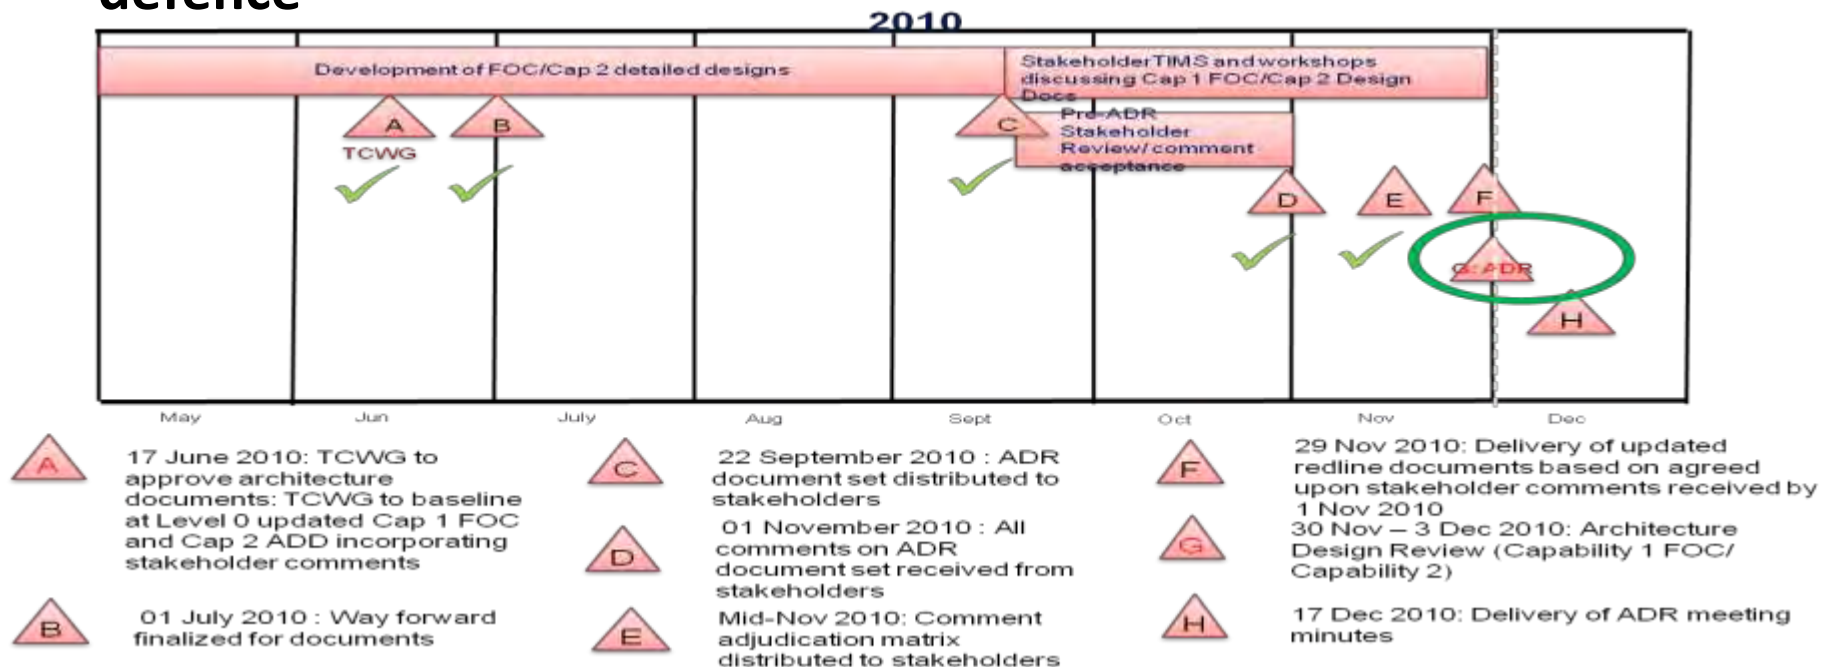 defence
2010
Development of FOC/Cap 2 detailed designs
Stakeholder TIMS and workshops
discussing Cap 1 FOC/Cap 2 Design
Docs
A
B
C
Pre-ADR
Stakeholder
Review/comment
acceptance
TCWG
D
E
F
G: ADR
H
May
Jun
July
Aug
Sept
Oct
Nov
Dec
A
17 June 2010: TCWG to
approve architecture
documents: TCWG to baseline
at Level 0 updated Cap 1 FOC
and Cap 2 ADD incorporating
stakeholder comments
B
01 July 2010 : Way forward
finalized for documents
C
22 September 2010 : ADR
document set distributed to
stakeholders
D
01 November 2010 : All
comments on ADR
document set received from
stakeholders
E
Mid-Nov 2010: Comment
adjudication matrix
distributed to stakeholders
F
29 Nov 2010: Delivery of updated
redline documents based on agreed
upon stakeholder comments received by
1 Nov 2010
G
30 Nov – 3 Dec 2010: Architecture
Design Review (Capability 1 FOC/
Capability 2)
H
17 Dec 2010: Delivery of ADR meeting
minutes